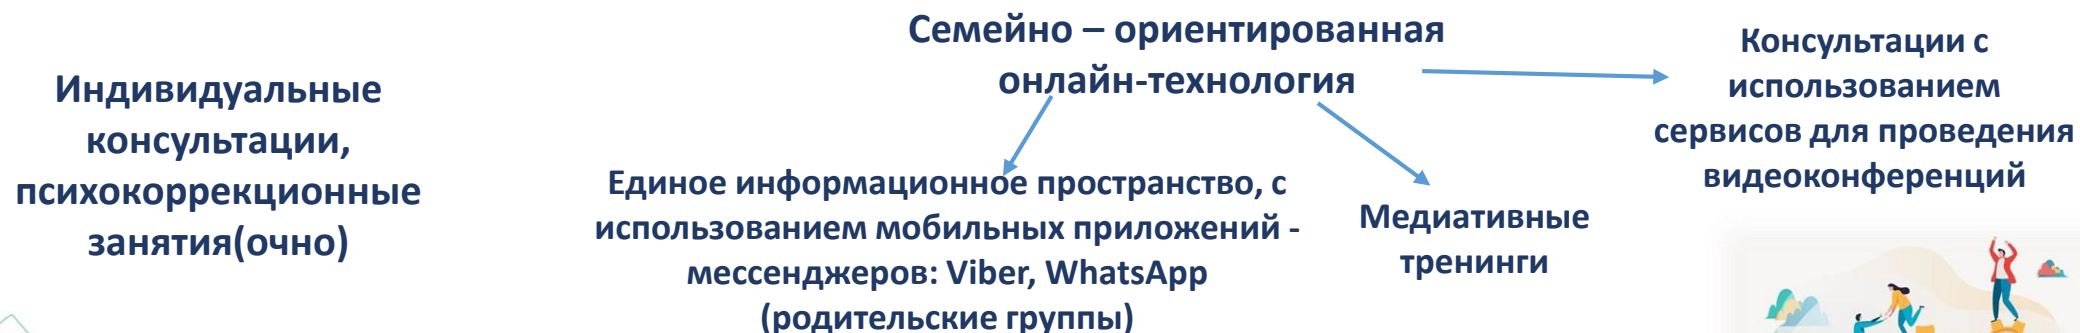 Индивидуальные
консультации,
психокоррекционные
занятия(очно)
Семейно – ориентированная
онлайн-технология
Единое информационное пространство, с
использованием мобильных приложений -
мессенджеров: Viber, WhatsApp
(родительские группы)
Медиативные
тренинги
Консультации с
использованием
сервисов для проведения
видеоконференций